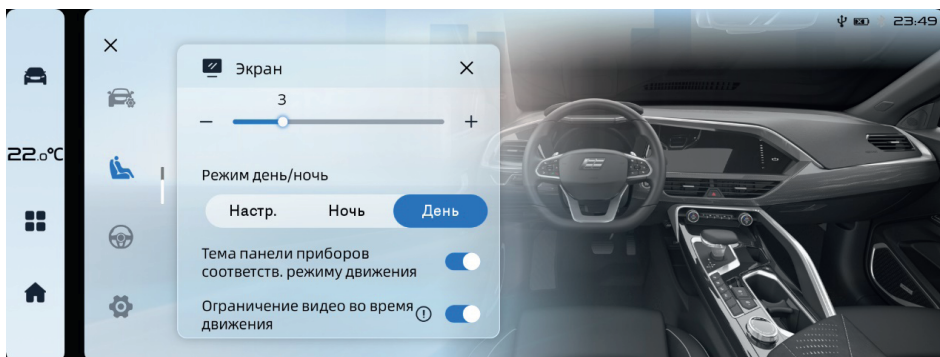 23:49
Экран
3
22.0°C
Режим день/ночь
Настр. Ночь День
Тема панели приборов
соответств. режиму движения
Ограничение видео во время
движения